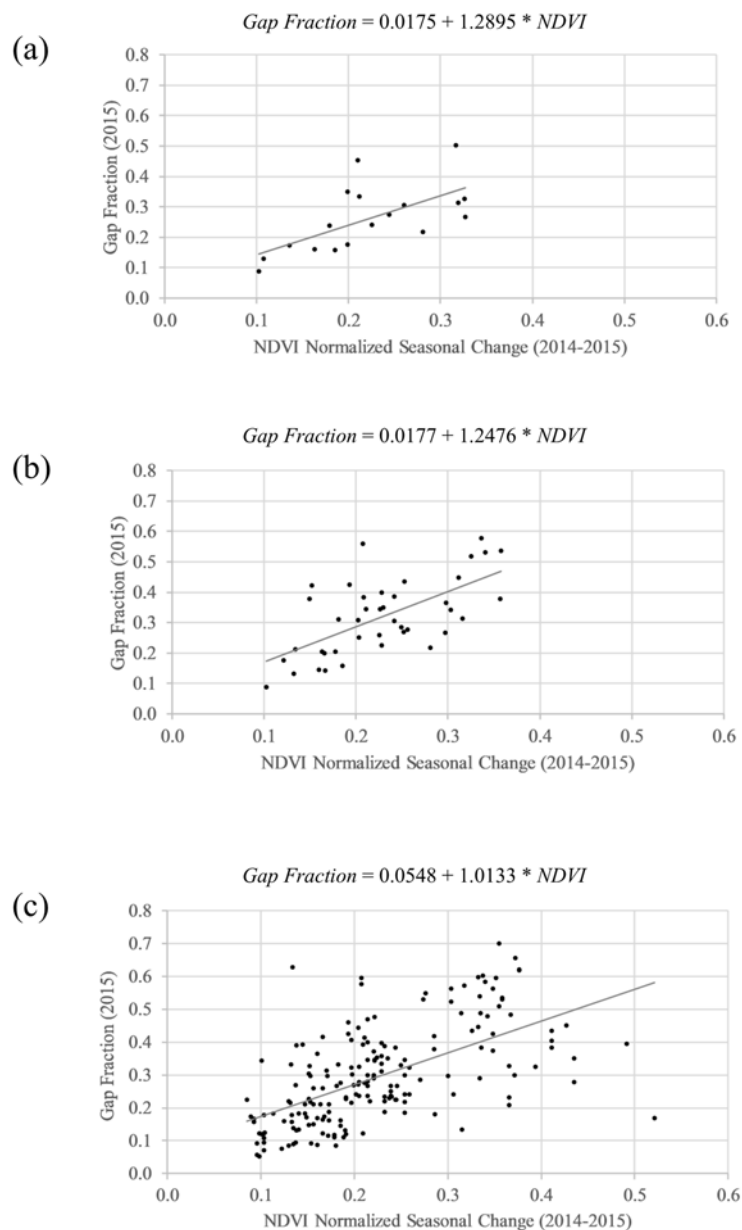 Gap Fraction = 0.0175 + 1.2895 * NDVI
(a)
0.8
0.7
0.6
0.5
0.4
0.3
0.2
0.1
0.0
Gap Fraction (2015)
0.0 0.1 0.2 0.3 0.4 0.5 0.6
NDVI Normalized Seasonal Change (2014-2015)
Gap Fraction = 0.0177 + 1.2476 * NDVI
(b)
0.8
0.7
0.6
0.5
0.4
0.3
0.2
0.1
0.0
Gap Fraction (2015)
0.0 0.1 0.2 0.3 0.4 0.5 0.6
NDVI Normalized Seasonal Change (2014-2015)
Gap Fraction = 0.0548 + 1.0133 * NDVI
(c)
0.8
0.7
0.6
0.5
0.4
0.3
0.2
0.1
0.0
Gap Fraction (2015)
0.0 0.1 0.2 0.3 0.4 0.5 0.6
NDVI Normalized Seasonal Change (2014-2015)